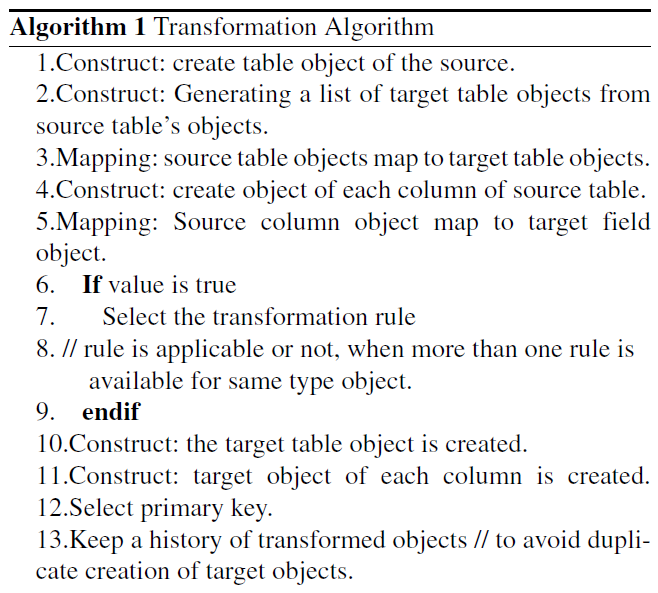 Algorithm 1 Transformation Algorithm
1.Construct: create table object of the source.
2.Construct: Generating a list of target table objects from
source table's objects.
3.Mapping: source table objects map to target table objects.
4.Construct: create object of each column of source table.
5.Mapping: Source column object map to target field
object.
6. If value is true
7. Select the transformation rule
8. // rule is applicable or not, when more than one rule is
available for same type object.
9. endif
10.Construct: the target table object is created.
11.Construct: target object of each column is created.
12.Select primary key.
13.Keep a history of transformed objects // to avoid dupli-
cate creation of target objects.